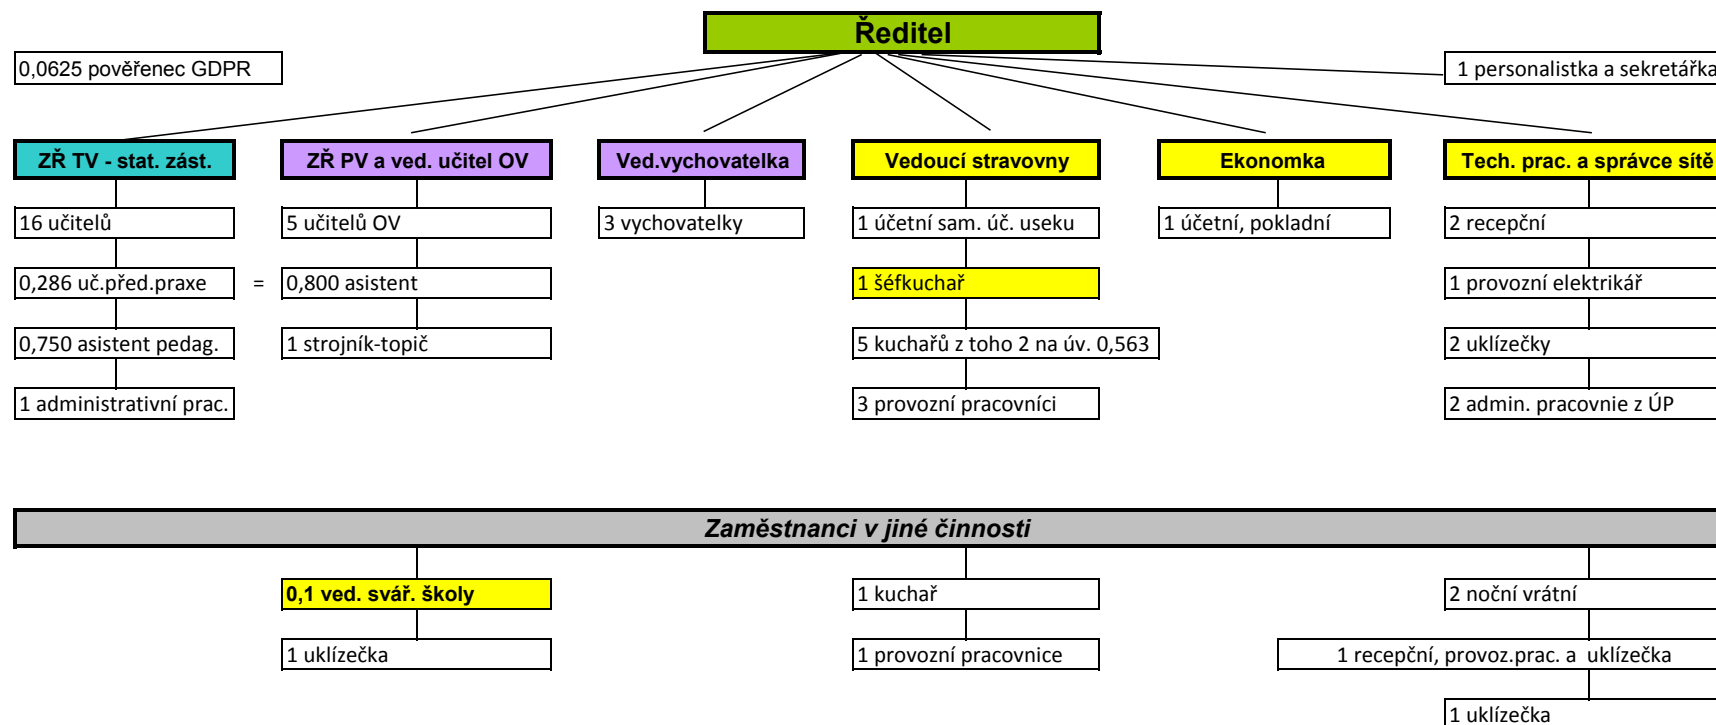 Ředitel
0,0625 pověřenec GDPR
1 personalistka a sekretářka
ZŘ TV - stat. zást.
ZŘ PV a ved. učitel OV
Ved.vychovatelka
Vedoucí stravovny
Ekonomka
Tech. prac. a správce sítě
16 učitelů
5 učitelů OV
3 vychovatelky
1 účetní sam. úč. useku
1 účetní, pokladní
2 recepční
0,286 uč.před.praxe
=
0,800 asistent
1 šéfkuchař
1 provozní elektrikář
0,750 asistent pedag.
1 strojník-topič
5 kuchařů z toho 2 na úv. 0,563
2 uklízečky
1 administrativní prac.
3 provozní pracovníci
2 admin. pracovnie z ÚP
Zaměstnanci v jiné činnosti
0,1 ved. svář. školy
1 kuchař
2 noční vrátní
1 uklízečka
1 provozní pracovnice
1 recepční, provoz.prac. a uklízečka
1 uklízečka